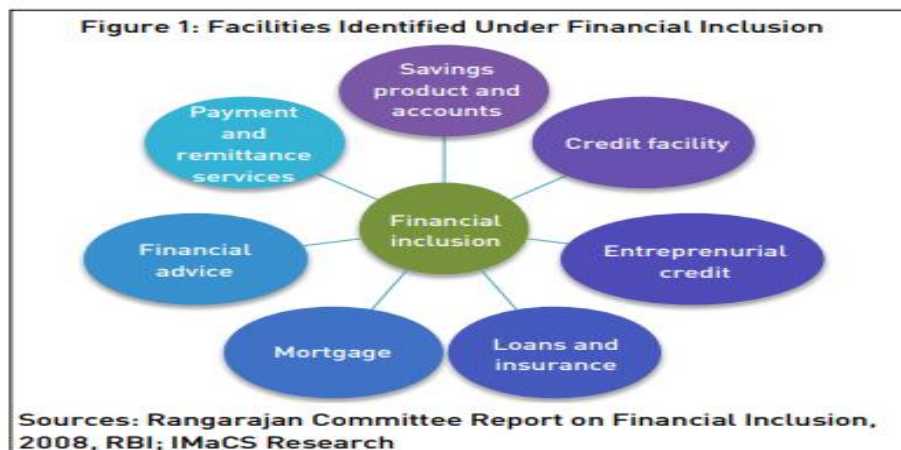 Figure 1: Facilities Identified Under Financial Inclusion
Savings
product and
accounts
Credit facility
Entreprenurial
credit
Loans and
insurance
Mortgage
Financial
advice
Payment
and
remittance
services
Financial
inclusion
Sources: Rangarajan Committee Report on Financial Inclusion,
2008, RBI; IMaCS Research